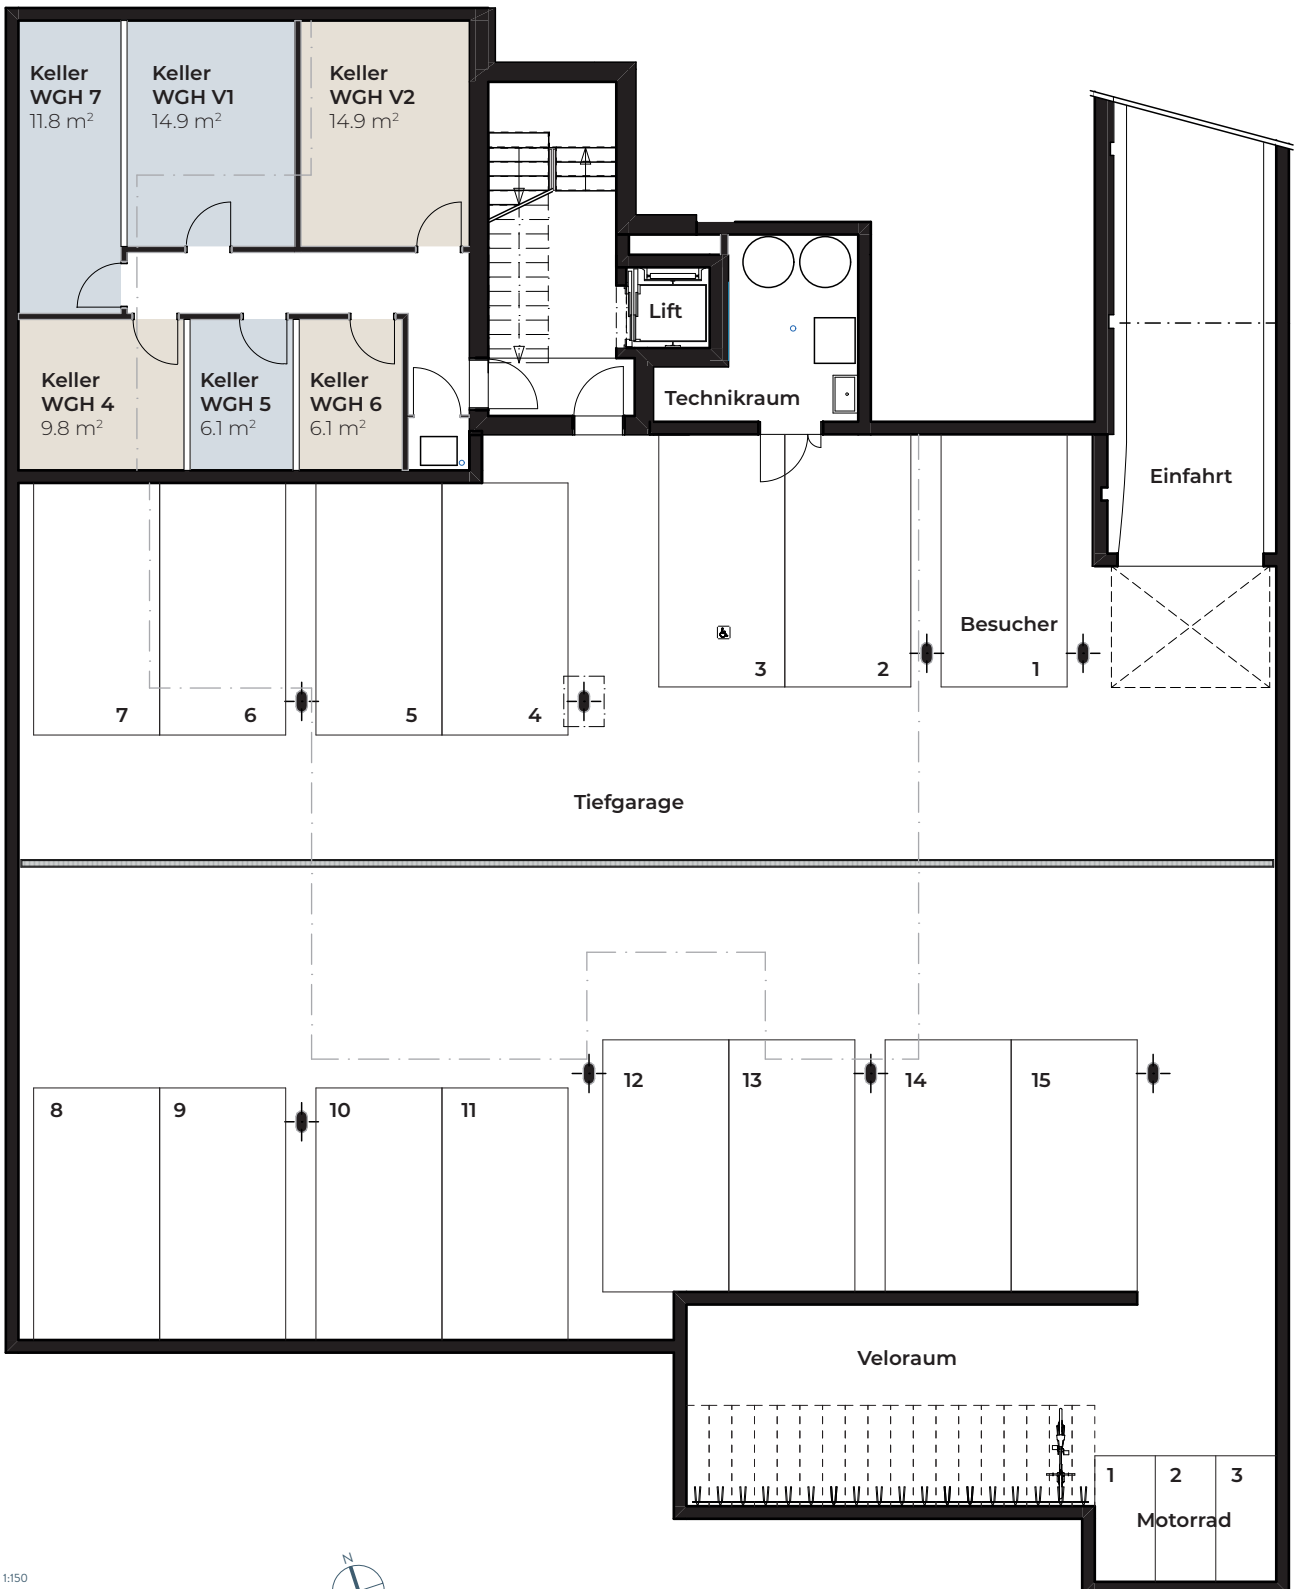 Keller
WGH 7
11.8 m²
Keller
WGH V1
14.9 m²
Keller
WGH V2
14.9 m²
Lift
Technikraum
Keller
WGH 4
9.8 m²
Keller
WGH 5
6.1 m²
Keller
WGH 6
6.1 m²
Einfahrt
Besucher
7
6
5
4
3
2
1
Tiefgarage
8
9
10
11
12
13
14
15
Veloraum
1
2
3
Motorrad
N
1:150